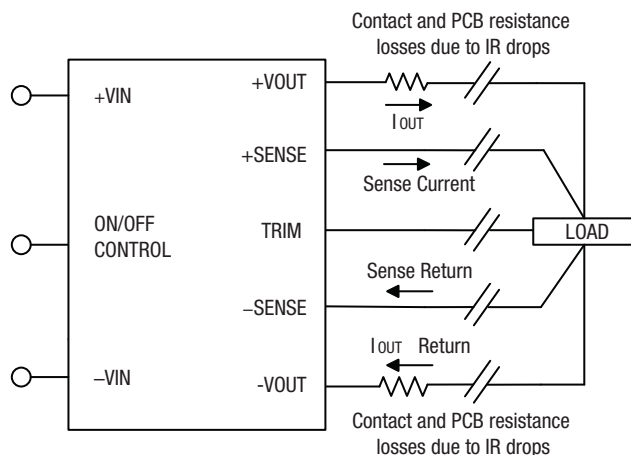 Contact and PCB resistance
losses due to IR drops
+VOUT
+VIN
IOUT
+SENSE
Sense Current
ON/OFF
CONTROL
TRIM
LOAD
Sense Return
−SENSE
IOUT Return
−VIN
-VOUT
Contact and PCB resistance
losses due to IR drops